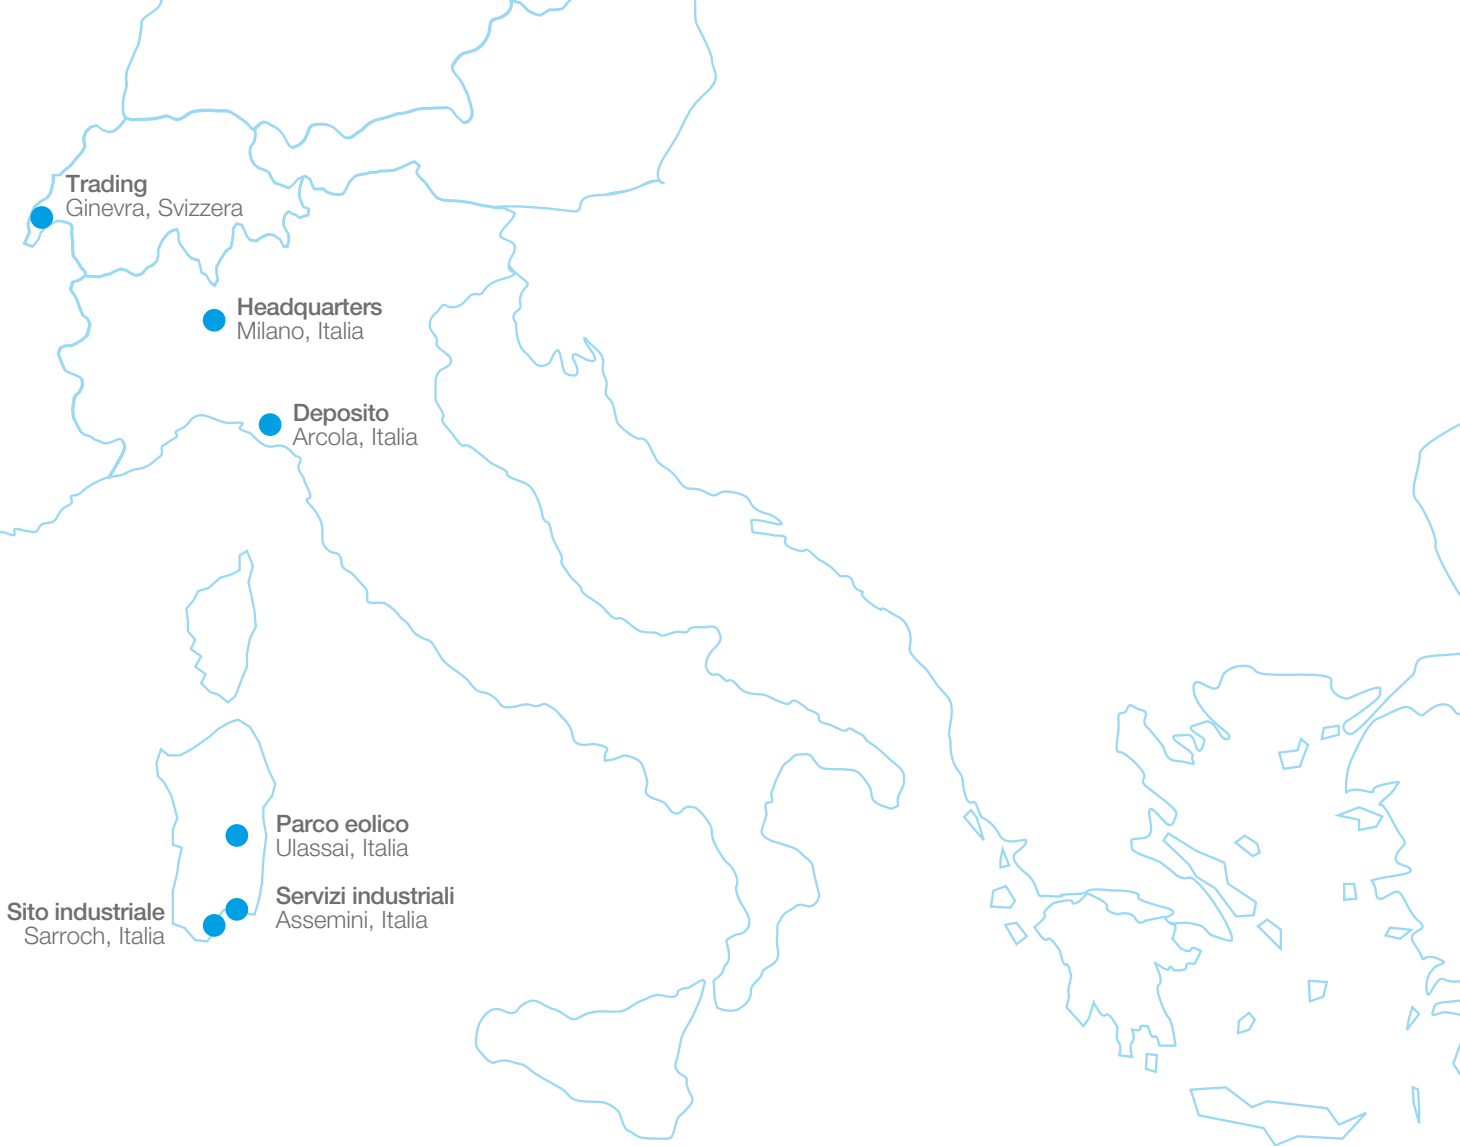 Trading
Ginevra, Svizzera
Headquarters
Milano, Italia
Deposito
Arcola, Italia
Parco eolico
Ulassai, Italia
Servizi industriali
Assemini, Italia
Sito industriale
Sarroch, Italia